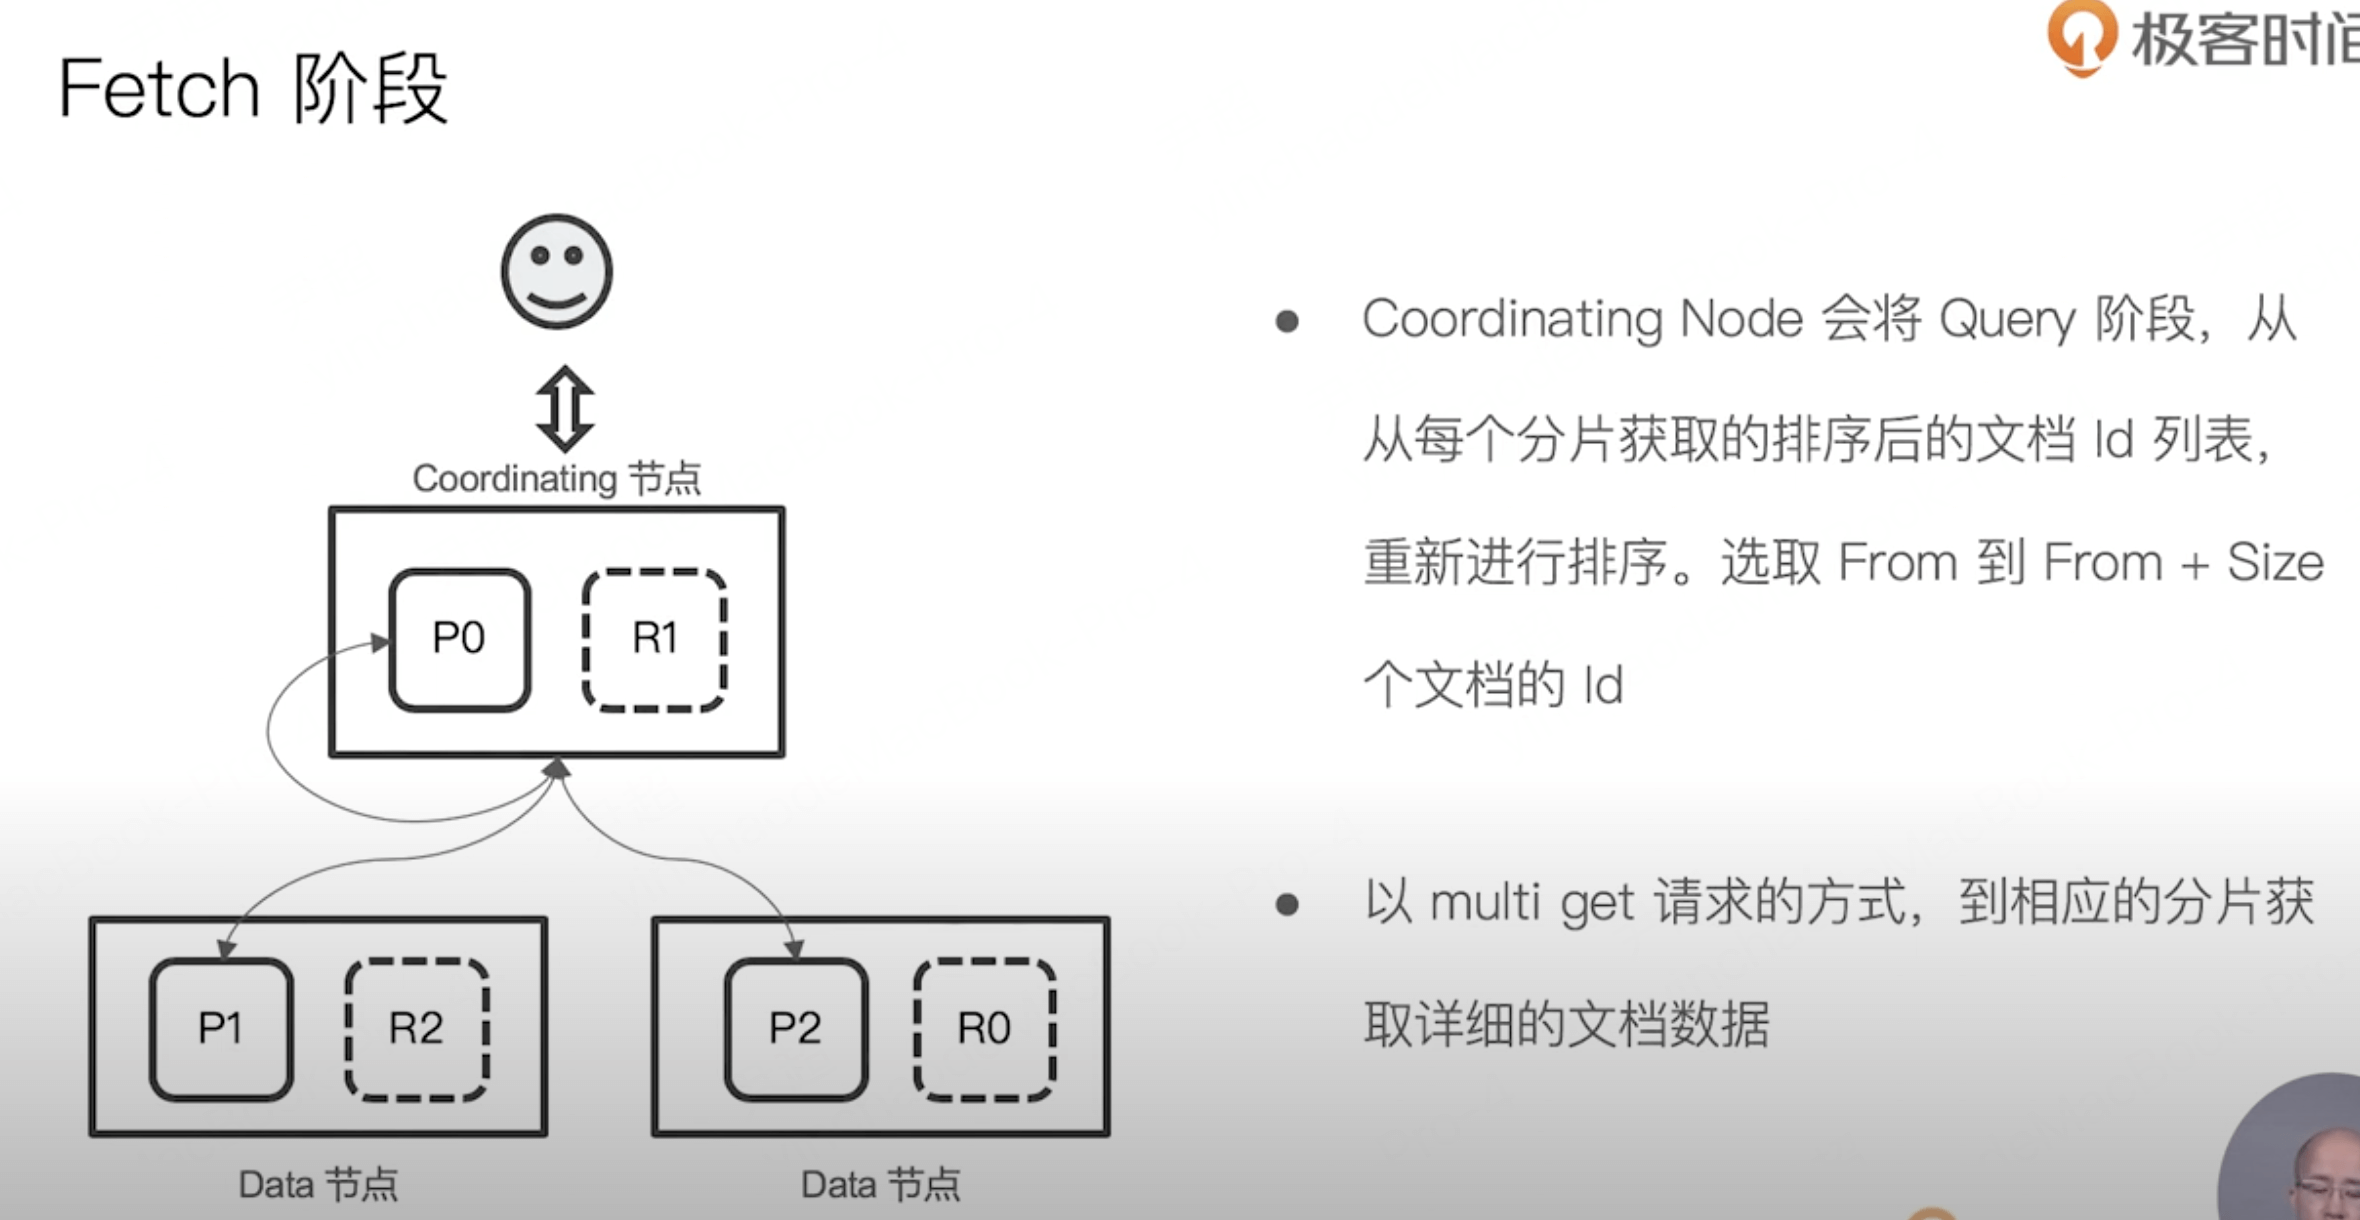 极客时间
Fetch 阶段
Coordinating 节点
P0
R1
P1
R2
P2
R0
Data 节点
Data 节点
Coordinating Node 会将 Query 阶段，从
从每个分片获取的排序后的文档 Id 列表，
重新进行排序。选取 From 到 From + Size
个文档的 Id
以 multi get 请求的方式，到相应的分片获
取详细的文档数据